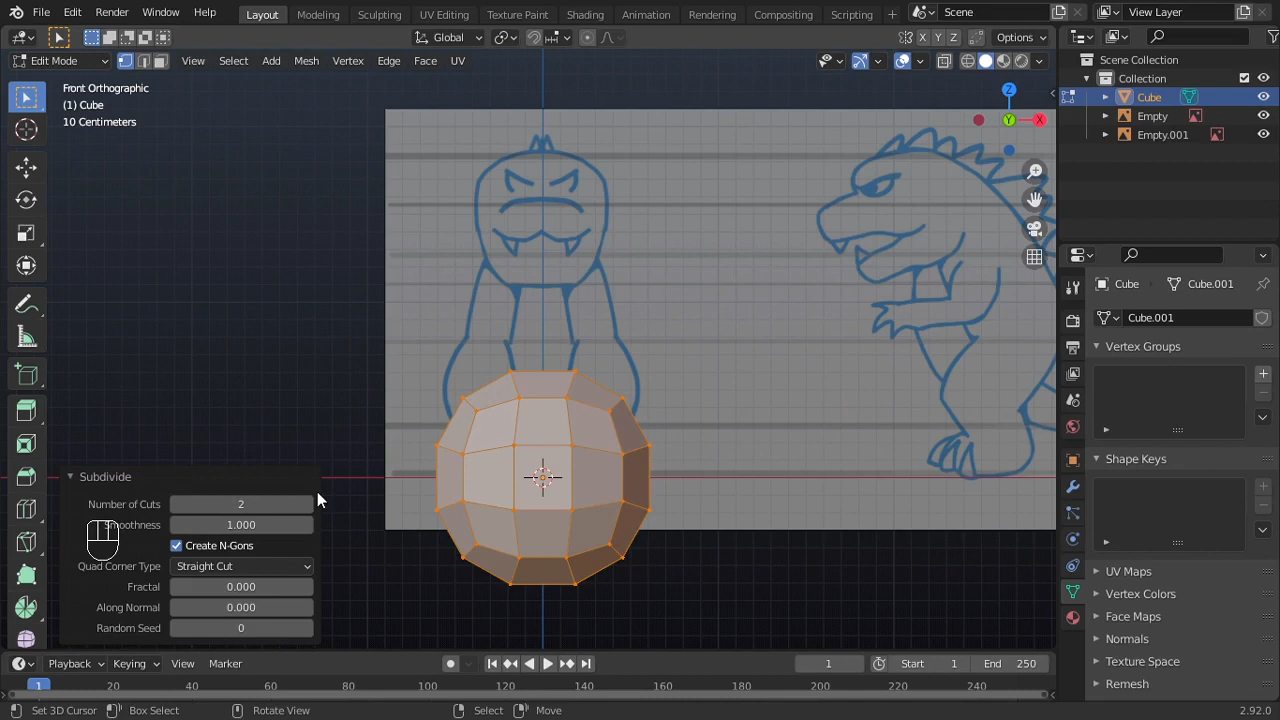 File Edit Render Window Help Layout Modeling Sculpting UV Editing Texture Paint Shading Animation Rendering Compositing Scripting + Scene View Layer
Global X Y Z Options
Edit Mode View Select Add Mesh Vertex Edge Face UV
Front Orthographic
(1) Cube
10 Centimeters
Z
Y
X
Scene Collection
Collection
Cube
Empty
Empty.001
Cube Cube.001
Cube.001
Vertex Groups
Shape Keys
UV Maps
Vertex Colors
Face Maps
Normals
Texture Space
Remesh
Subdivide
Number of Cuts 2
Smoothness 1.000
Create N-Gons
Quad Corner Type Straight Cut
Fractal 0.000
Along Normal 0.000
Random Seed 0
Playback Keying View Marker 1 Start 1 End 250
1 20 40 60 80 100 120 140 160 180 200 220 240
Set 3D Cursor Box Select Rotate View Select Move 2.92.0